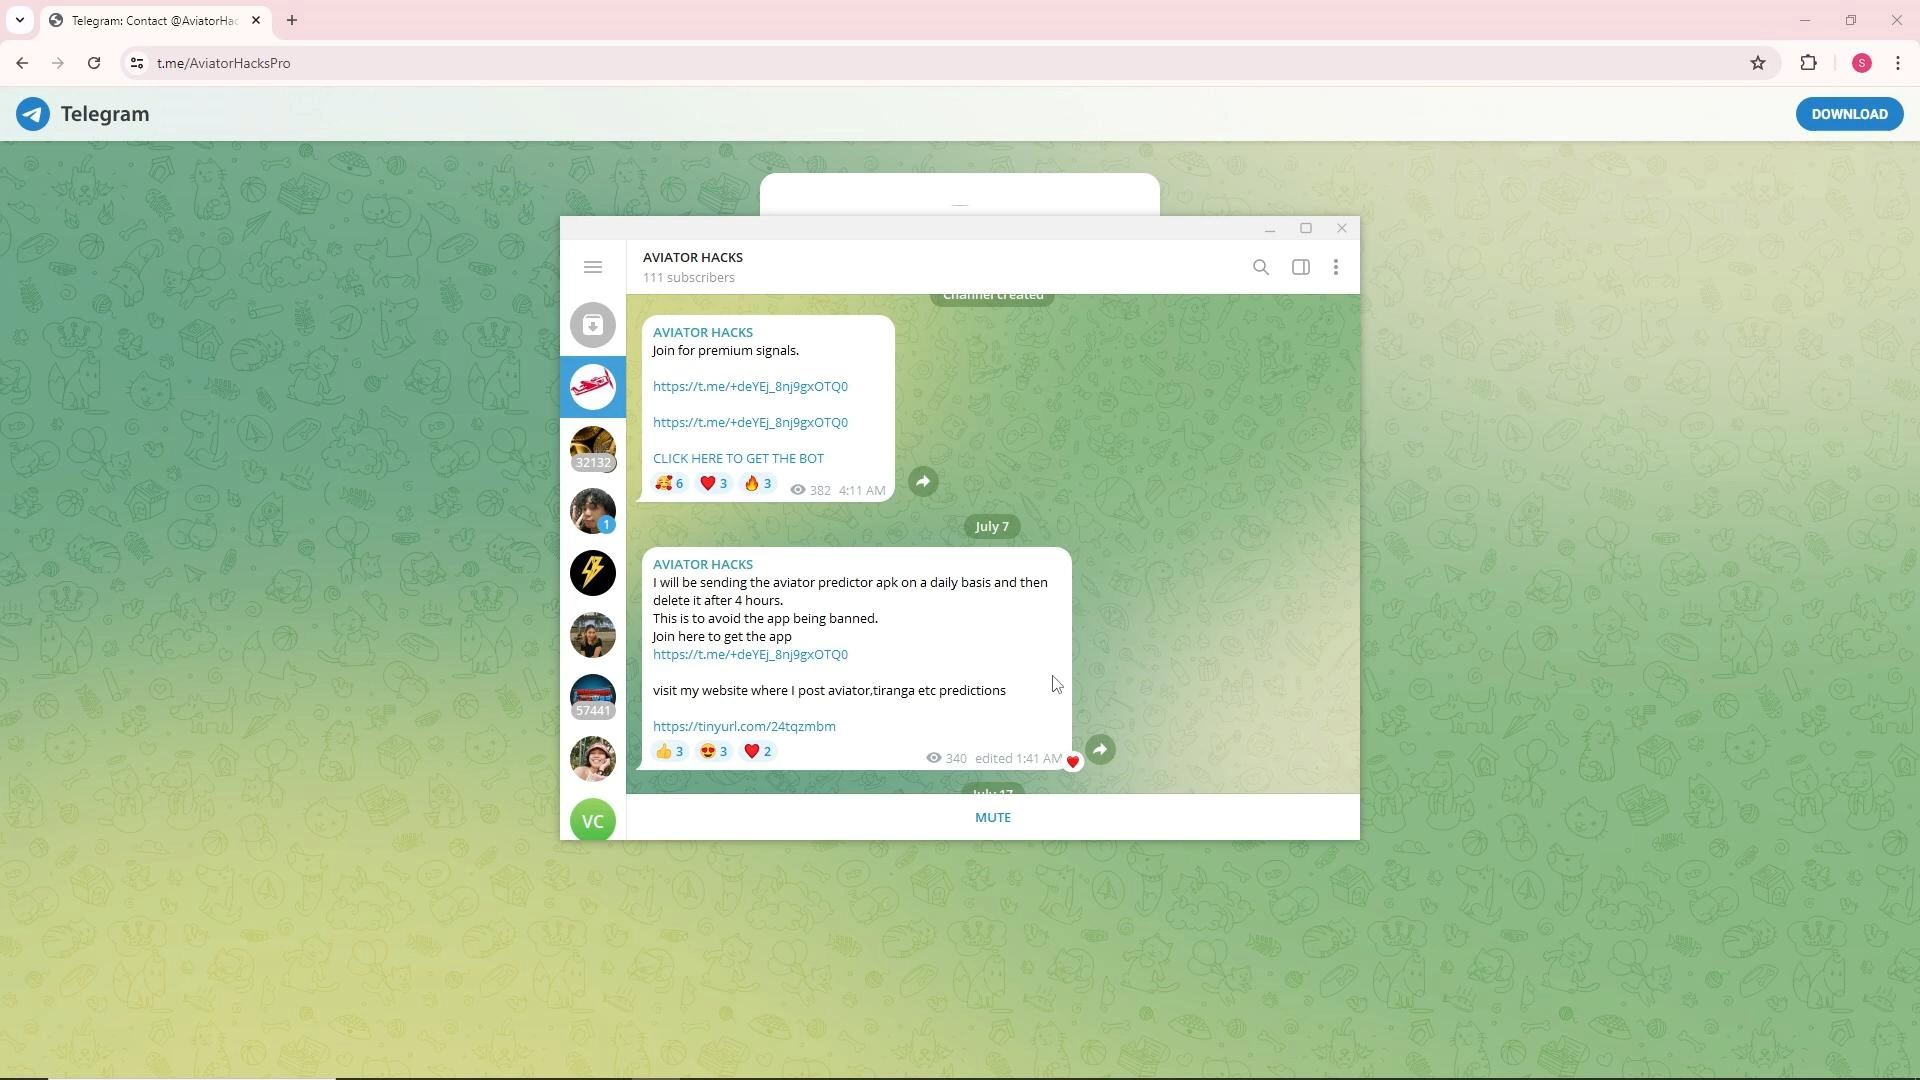 Telegram: Contact @AviatorHac
t.me/AviatorHacksPro
S
Telegram
DOWNLOAD
AVIATOR HACKS
111 subscribers
Channel created
AVIATOR HACKS
Join for premium signals.
https://t.me/+deYEj_8nj9gxOTQ0
https://t.me/+deYEj_8nj9gxOTQ0
CLICK HERE TO GET THE BOT
6 3 3 382 4:11 AM
32132
1
July 7
AVIATOR HACKS
I will be sending the aviator predictor apk on a daily basis and then
delete it after 4 hours.
This is to avoid the app being banned.
Join here to get the app
https://t.me/+deYEj_8nj9gxOTQ0
visit my website where I post aviator,tiranga etc predictions
https://tinyurl.com/24tqzmbm
3 3 2 340 edited 1:41 AM
57441
July 17
VC
MUTE